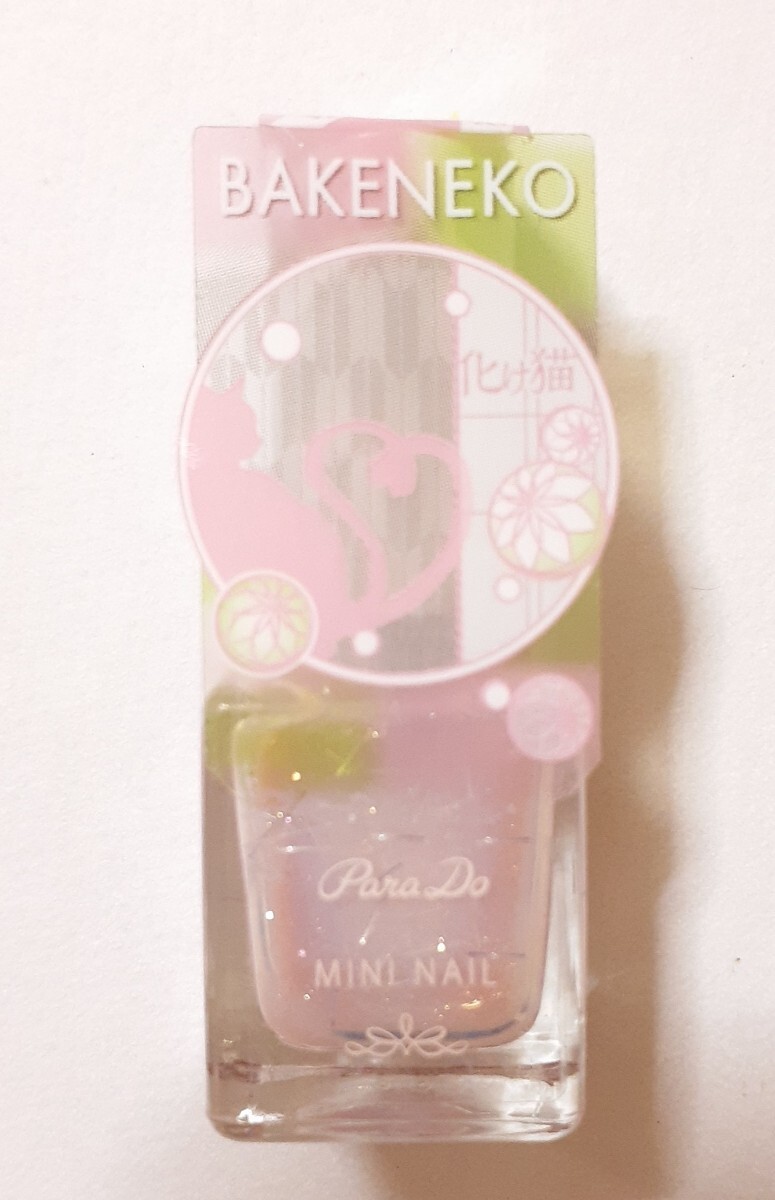 BAKENEKO
化け猫
Para Do
MINI NAIL